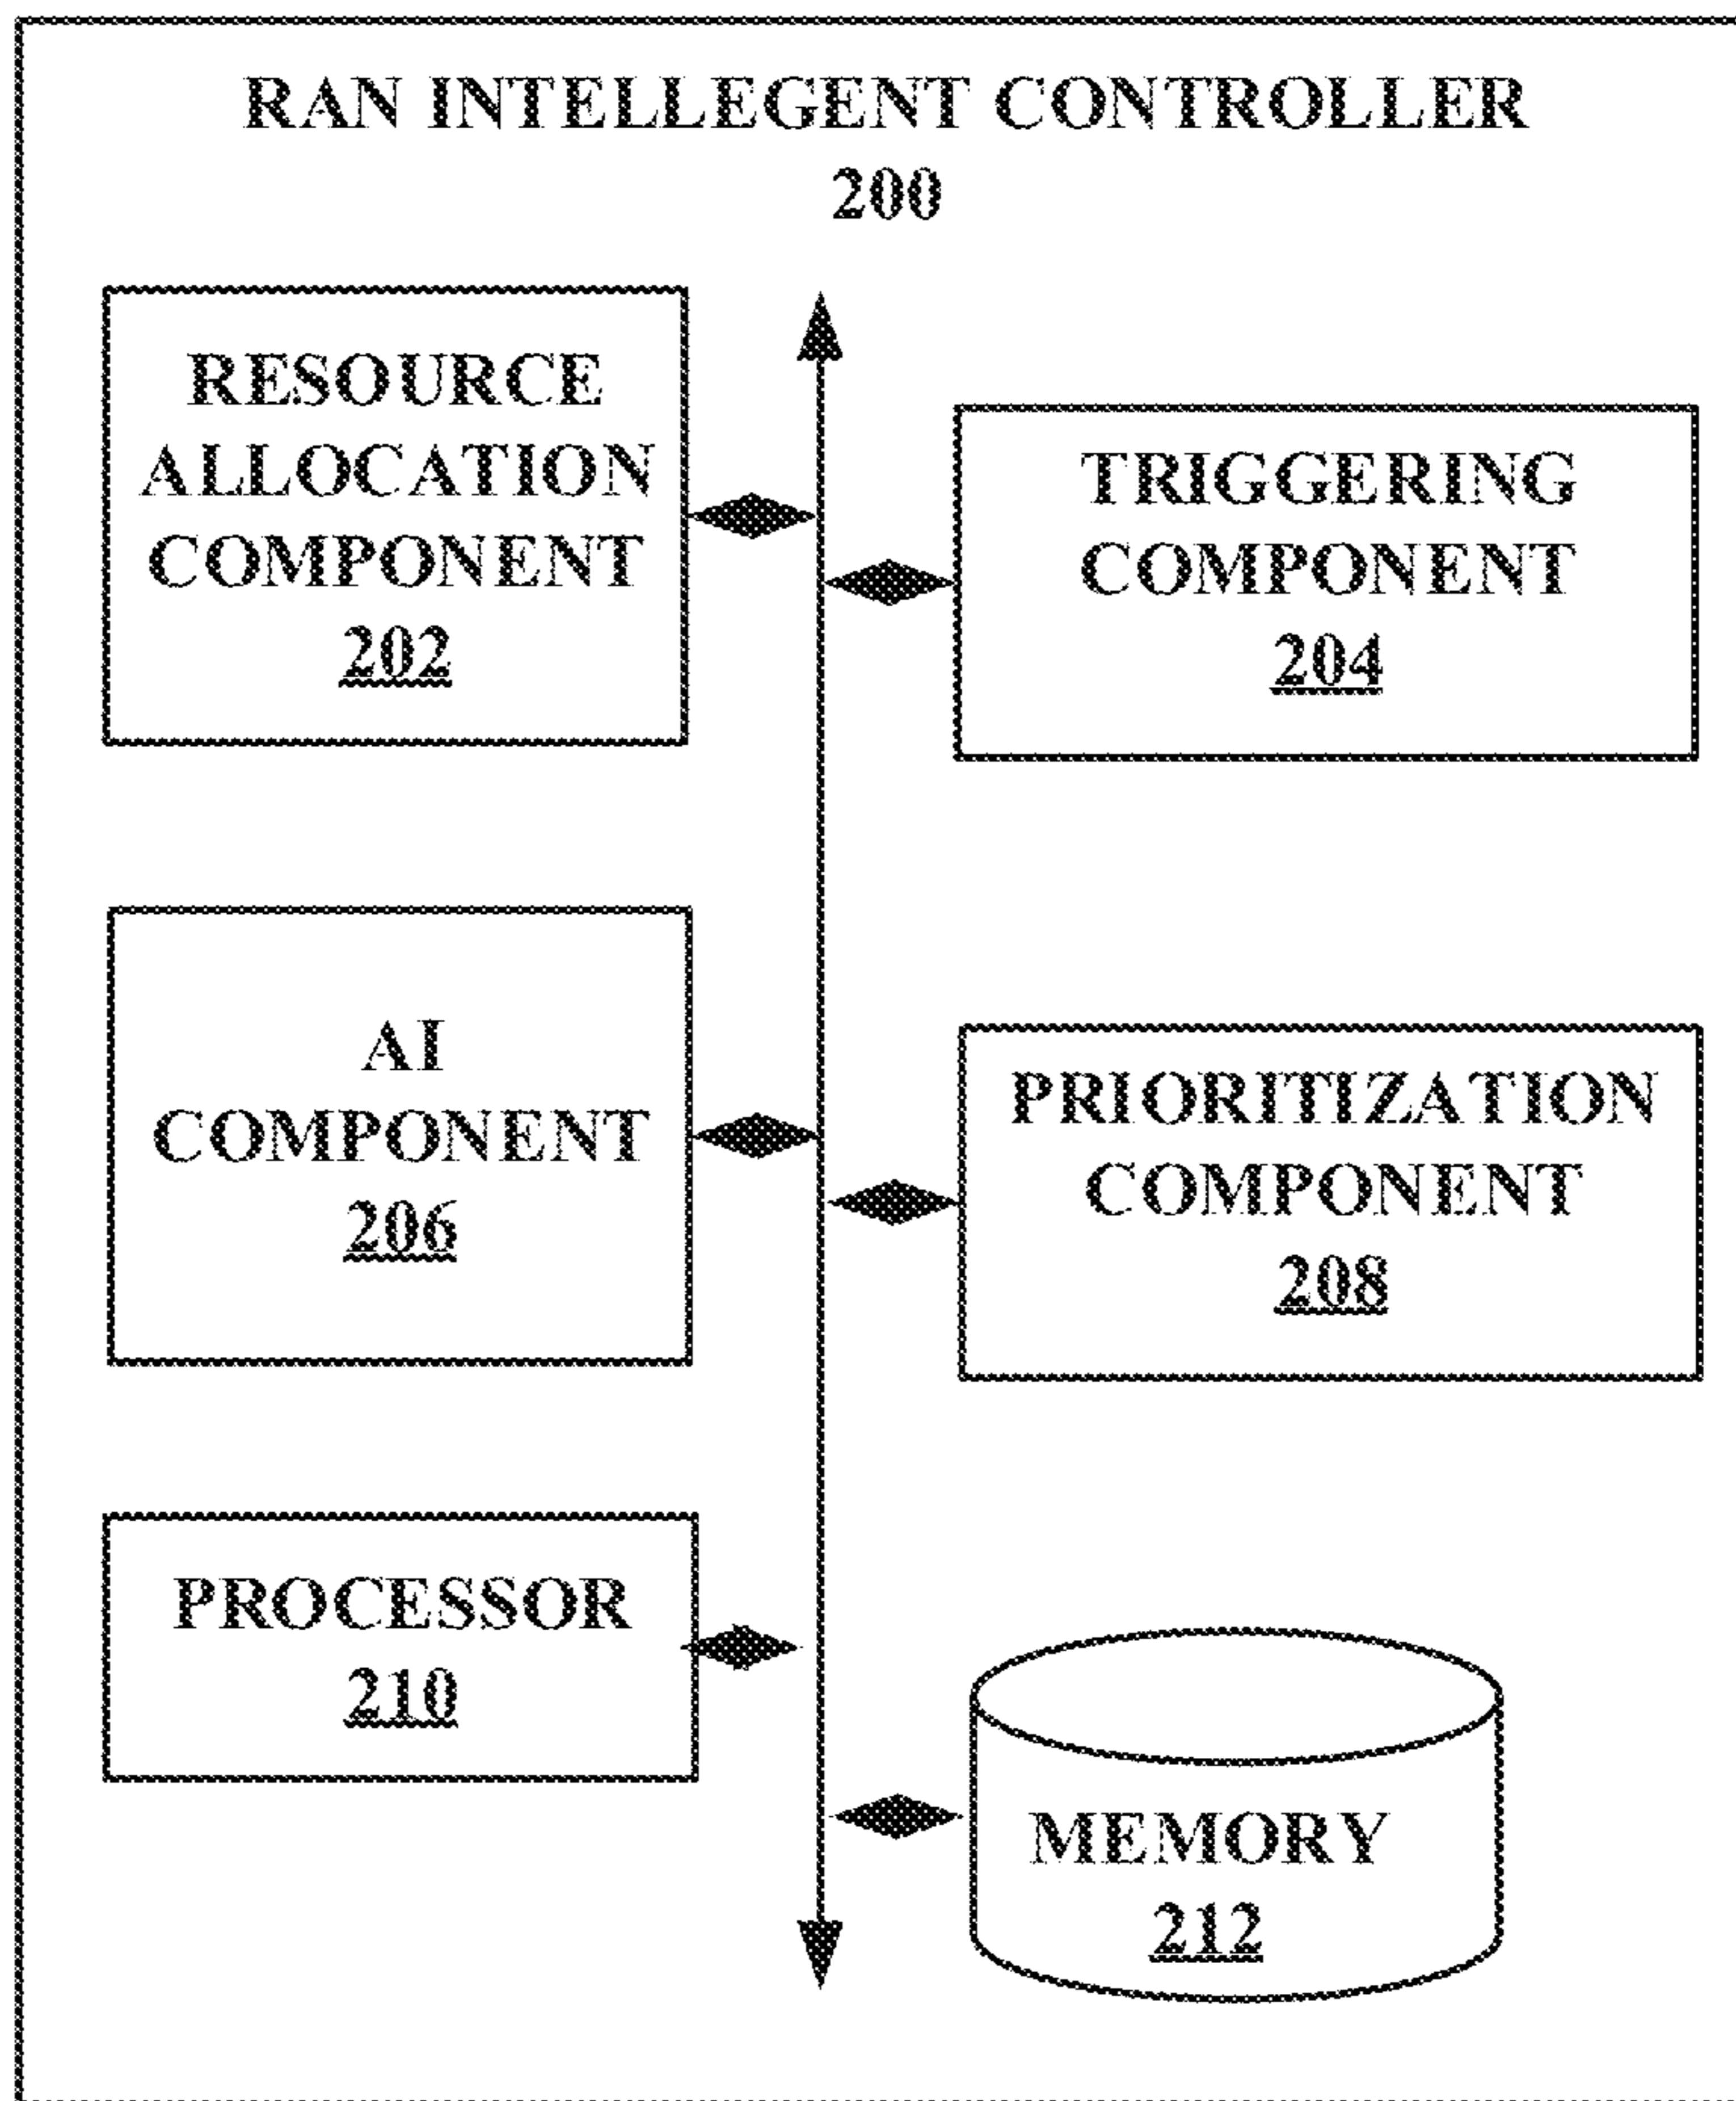 RAN INTELLEGENT CONTROLLER
200
RESOURCE
ALLOCATION
COMPONENT
202
TRIGGERING
COMPONENT
204
AI
COMPONENT
206
PRIORITIZATION
COMPONENT
208
PROCESSOR
210
MEMORY
212